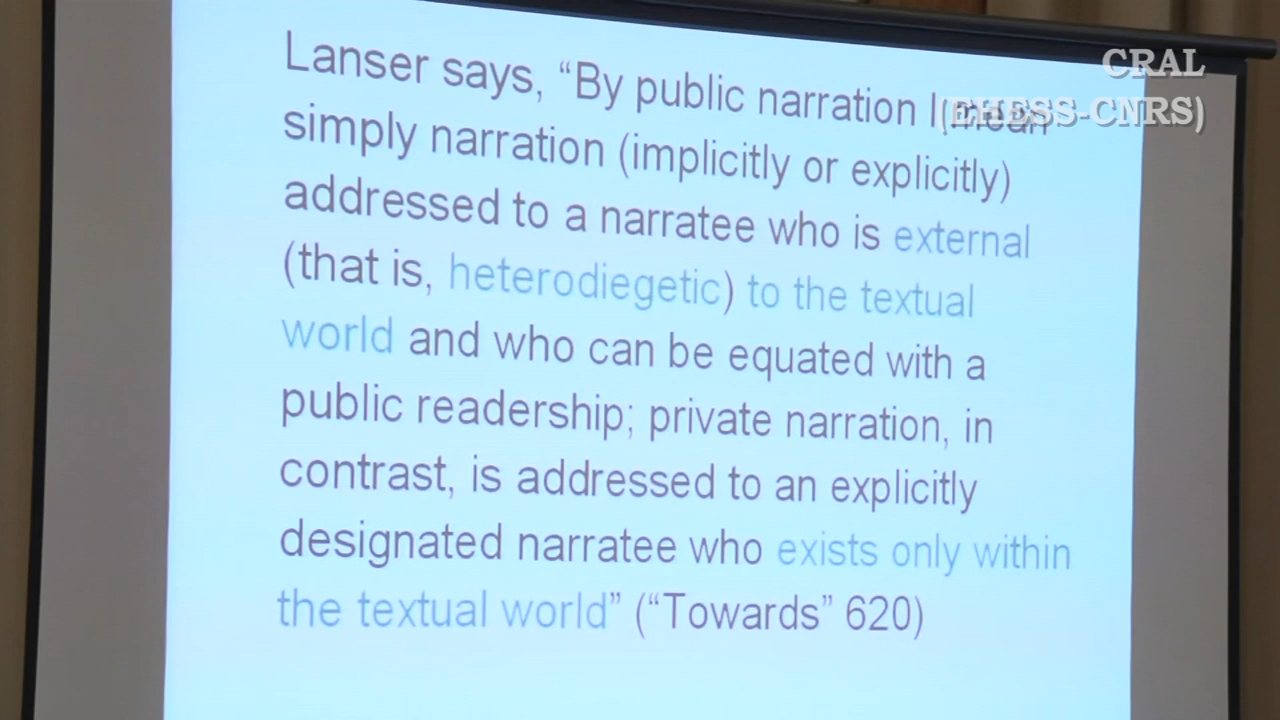 CRAL
(EHESS-CNRS)
Lanser says, “By public narration I mean
simply narration (implicitly or explicitly)
addressed to a narratee who is external
(that is, heterodiegetic) to the textual
world and who can be equated with a
public readership; private narration, in
contrast, is addressed to an explicitly
designated narratee who exists only within
the textual world” (“Towards” 620)